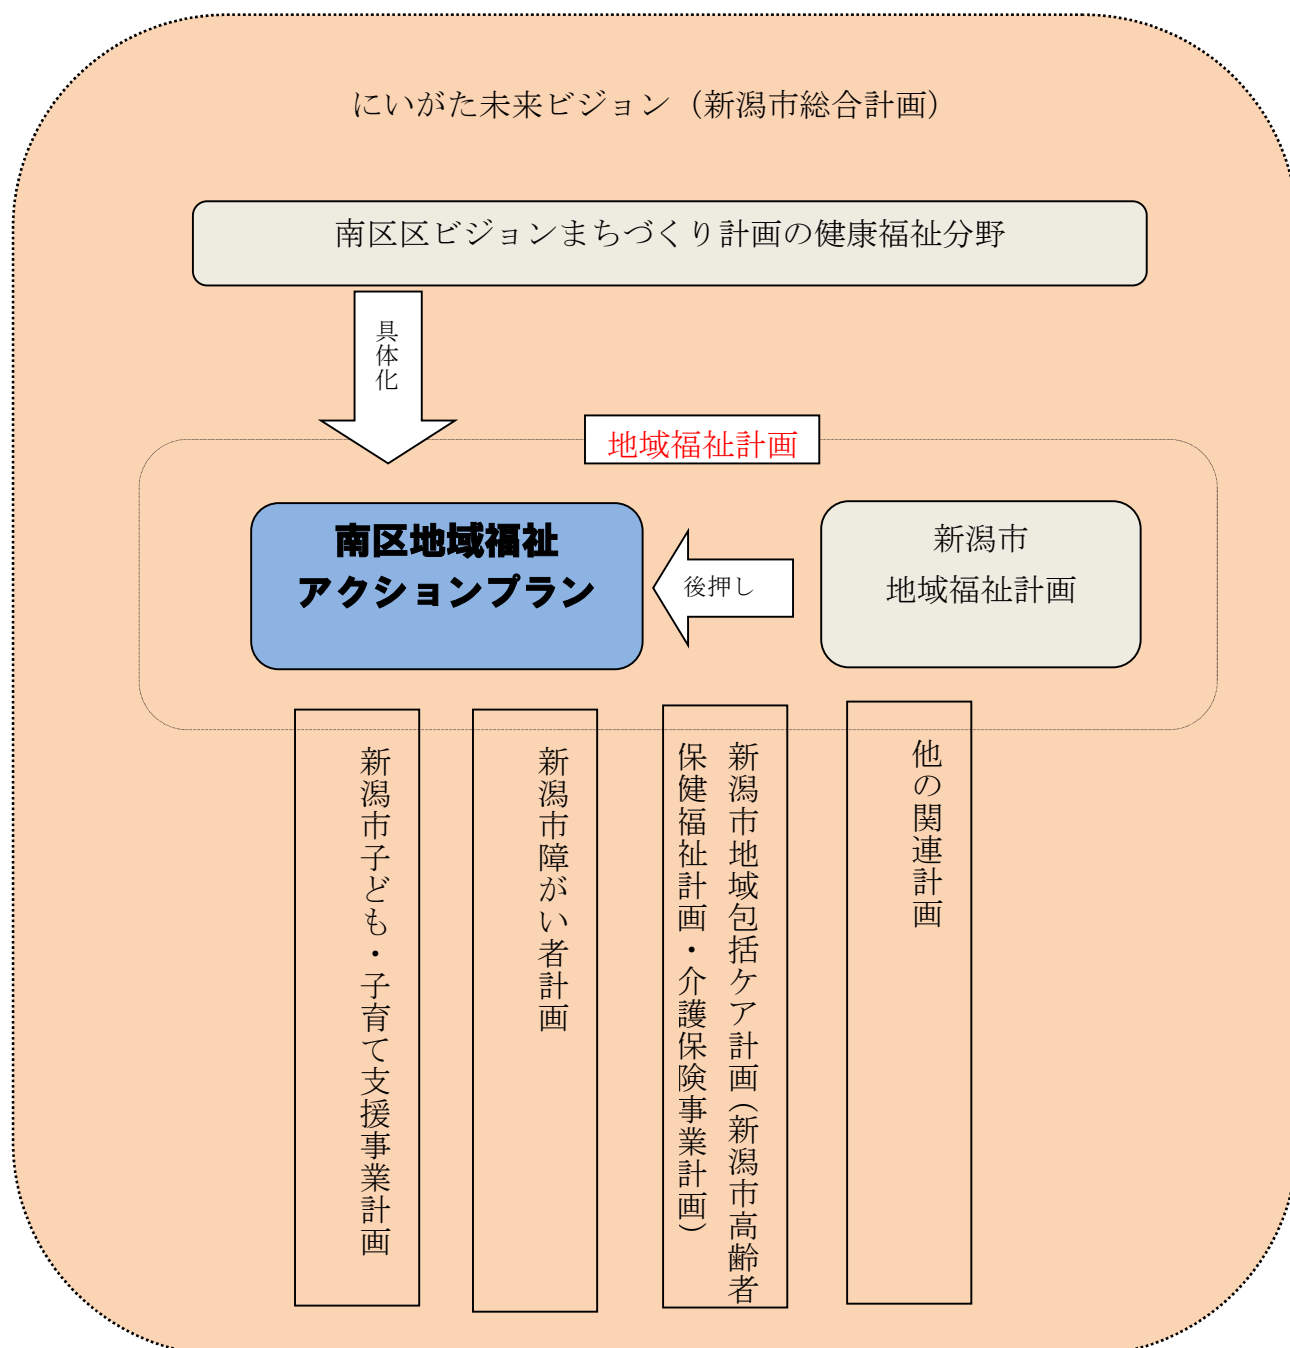 にいがた未来ビジョン（新潟市総合計画）
南区区ビジョンまちづくり計画の健康福祉分野
具体化
地域福祉計画
南区地域福祉
アクションプラン
後押し
新潟市
地域福祉計画
新潟市子ども・子育て支援事業計画
新潟市障がい者計画
新潟市地域包括ケア計画（新潟市高齢者
保健福祉計画・介護保険事業計画）
他の関連計画